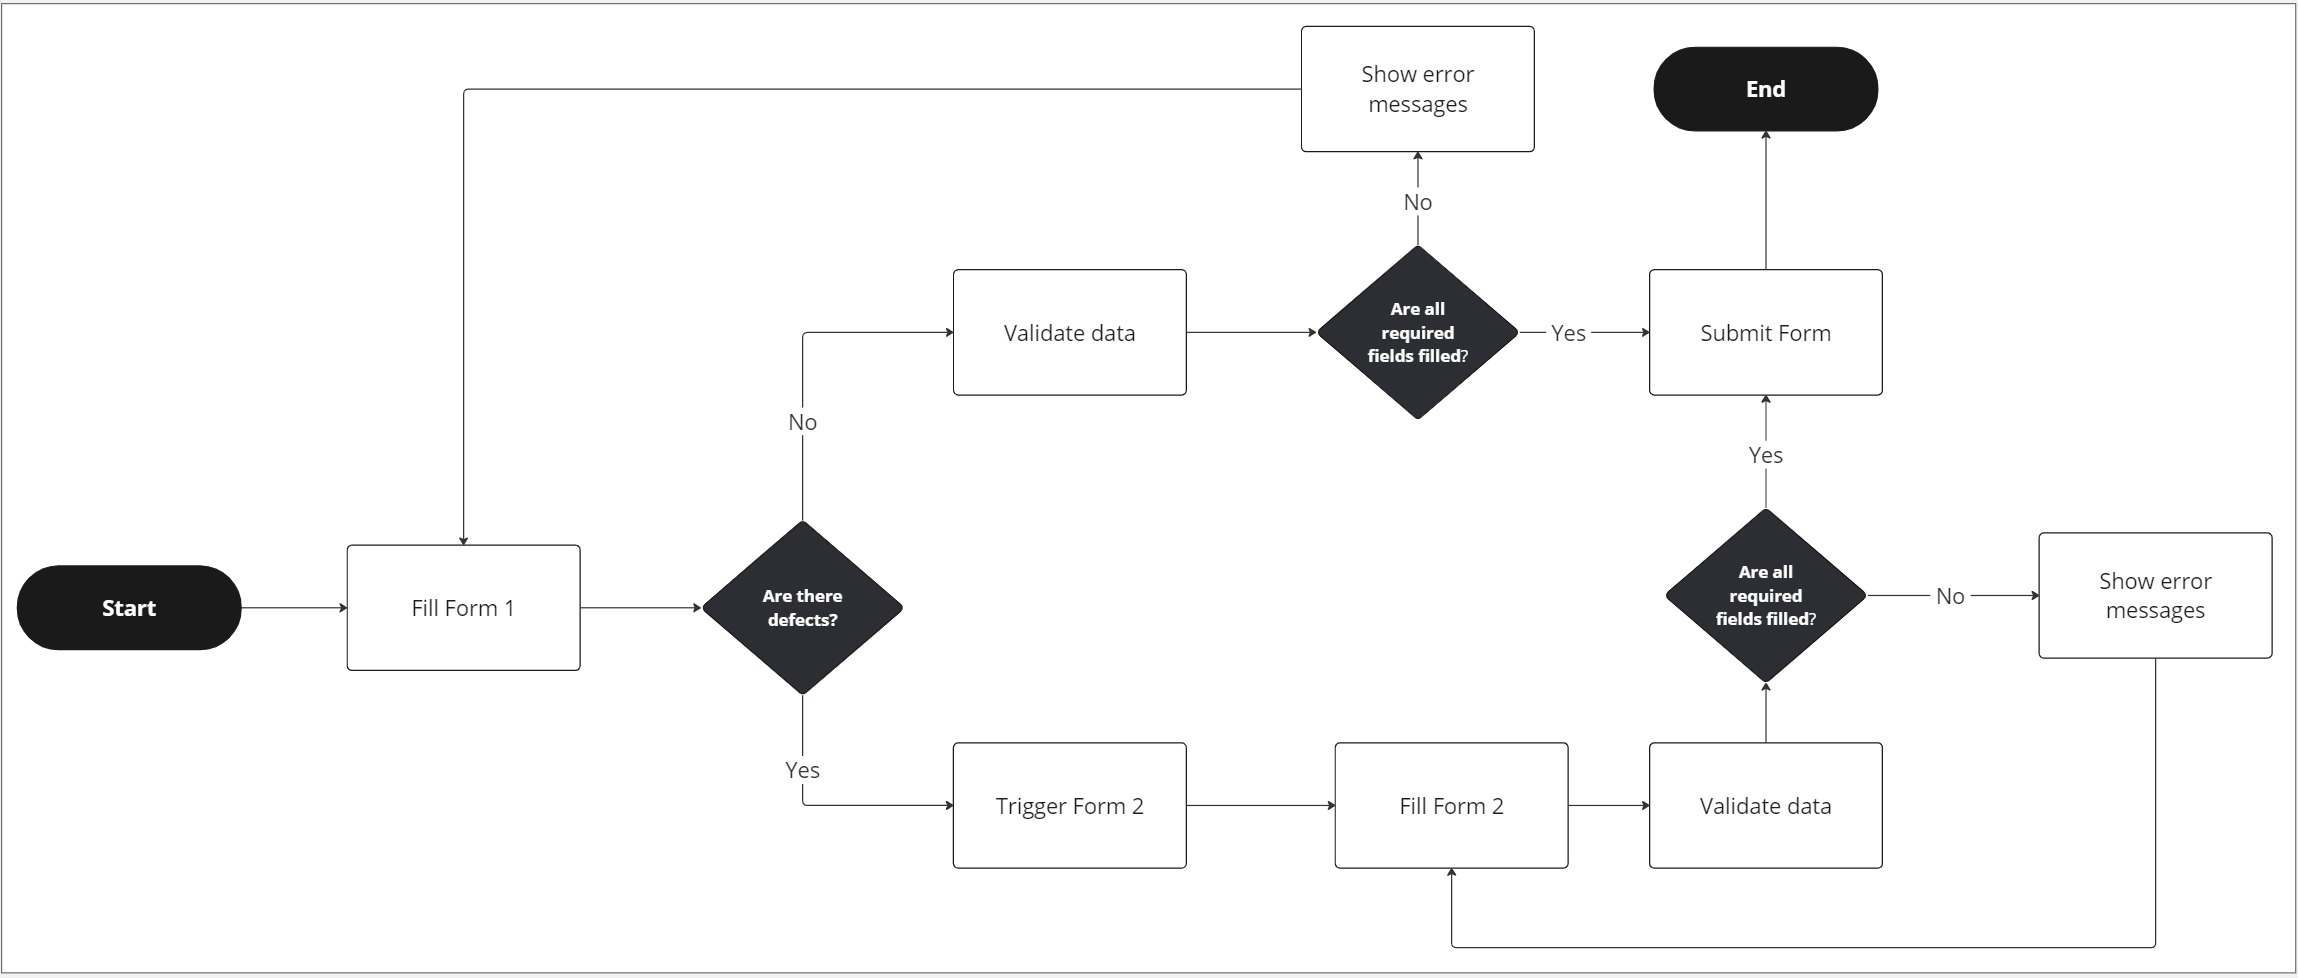 Show error
messages
End
No
Validate data
Are all
required
fields filled?
Yes
Submit Form
No
Yes
Start
Fill Form 1
Are there
defects?
Are all
required
fields filled?
No
Show error
messages
Yes
Trigger Form 2
Fill Form 2
Validate data